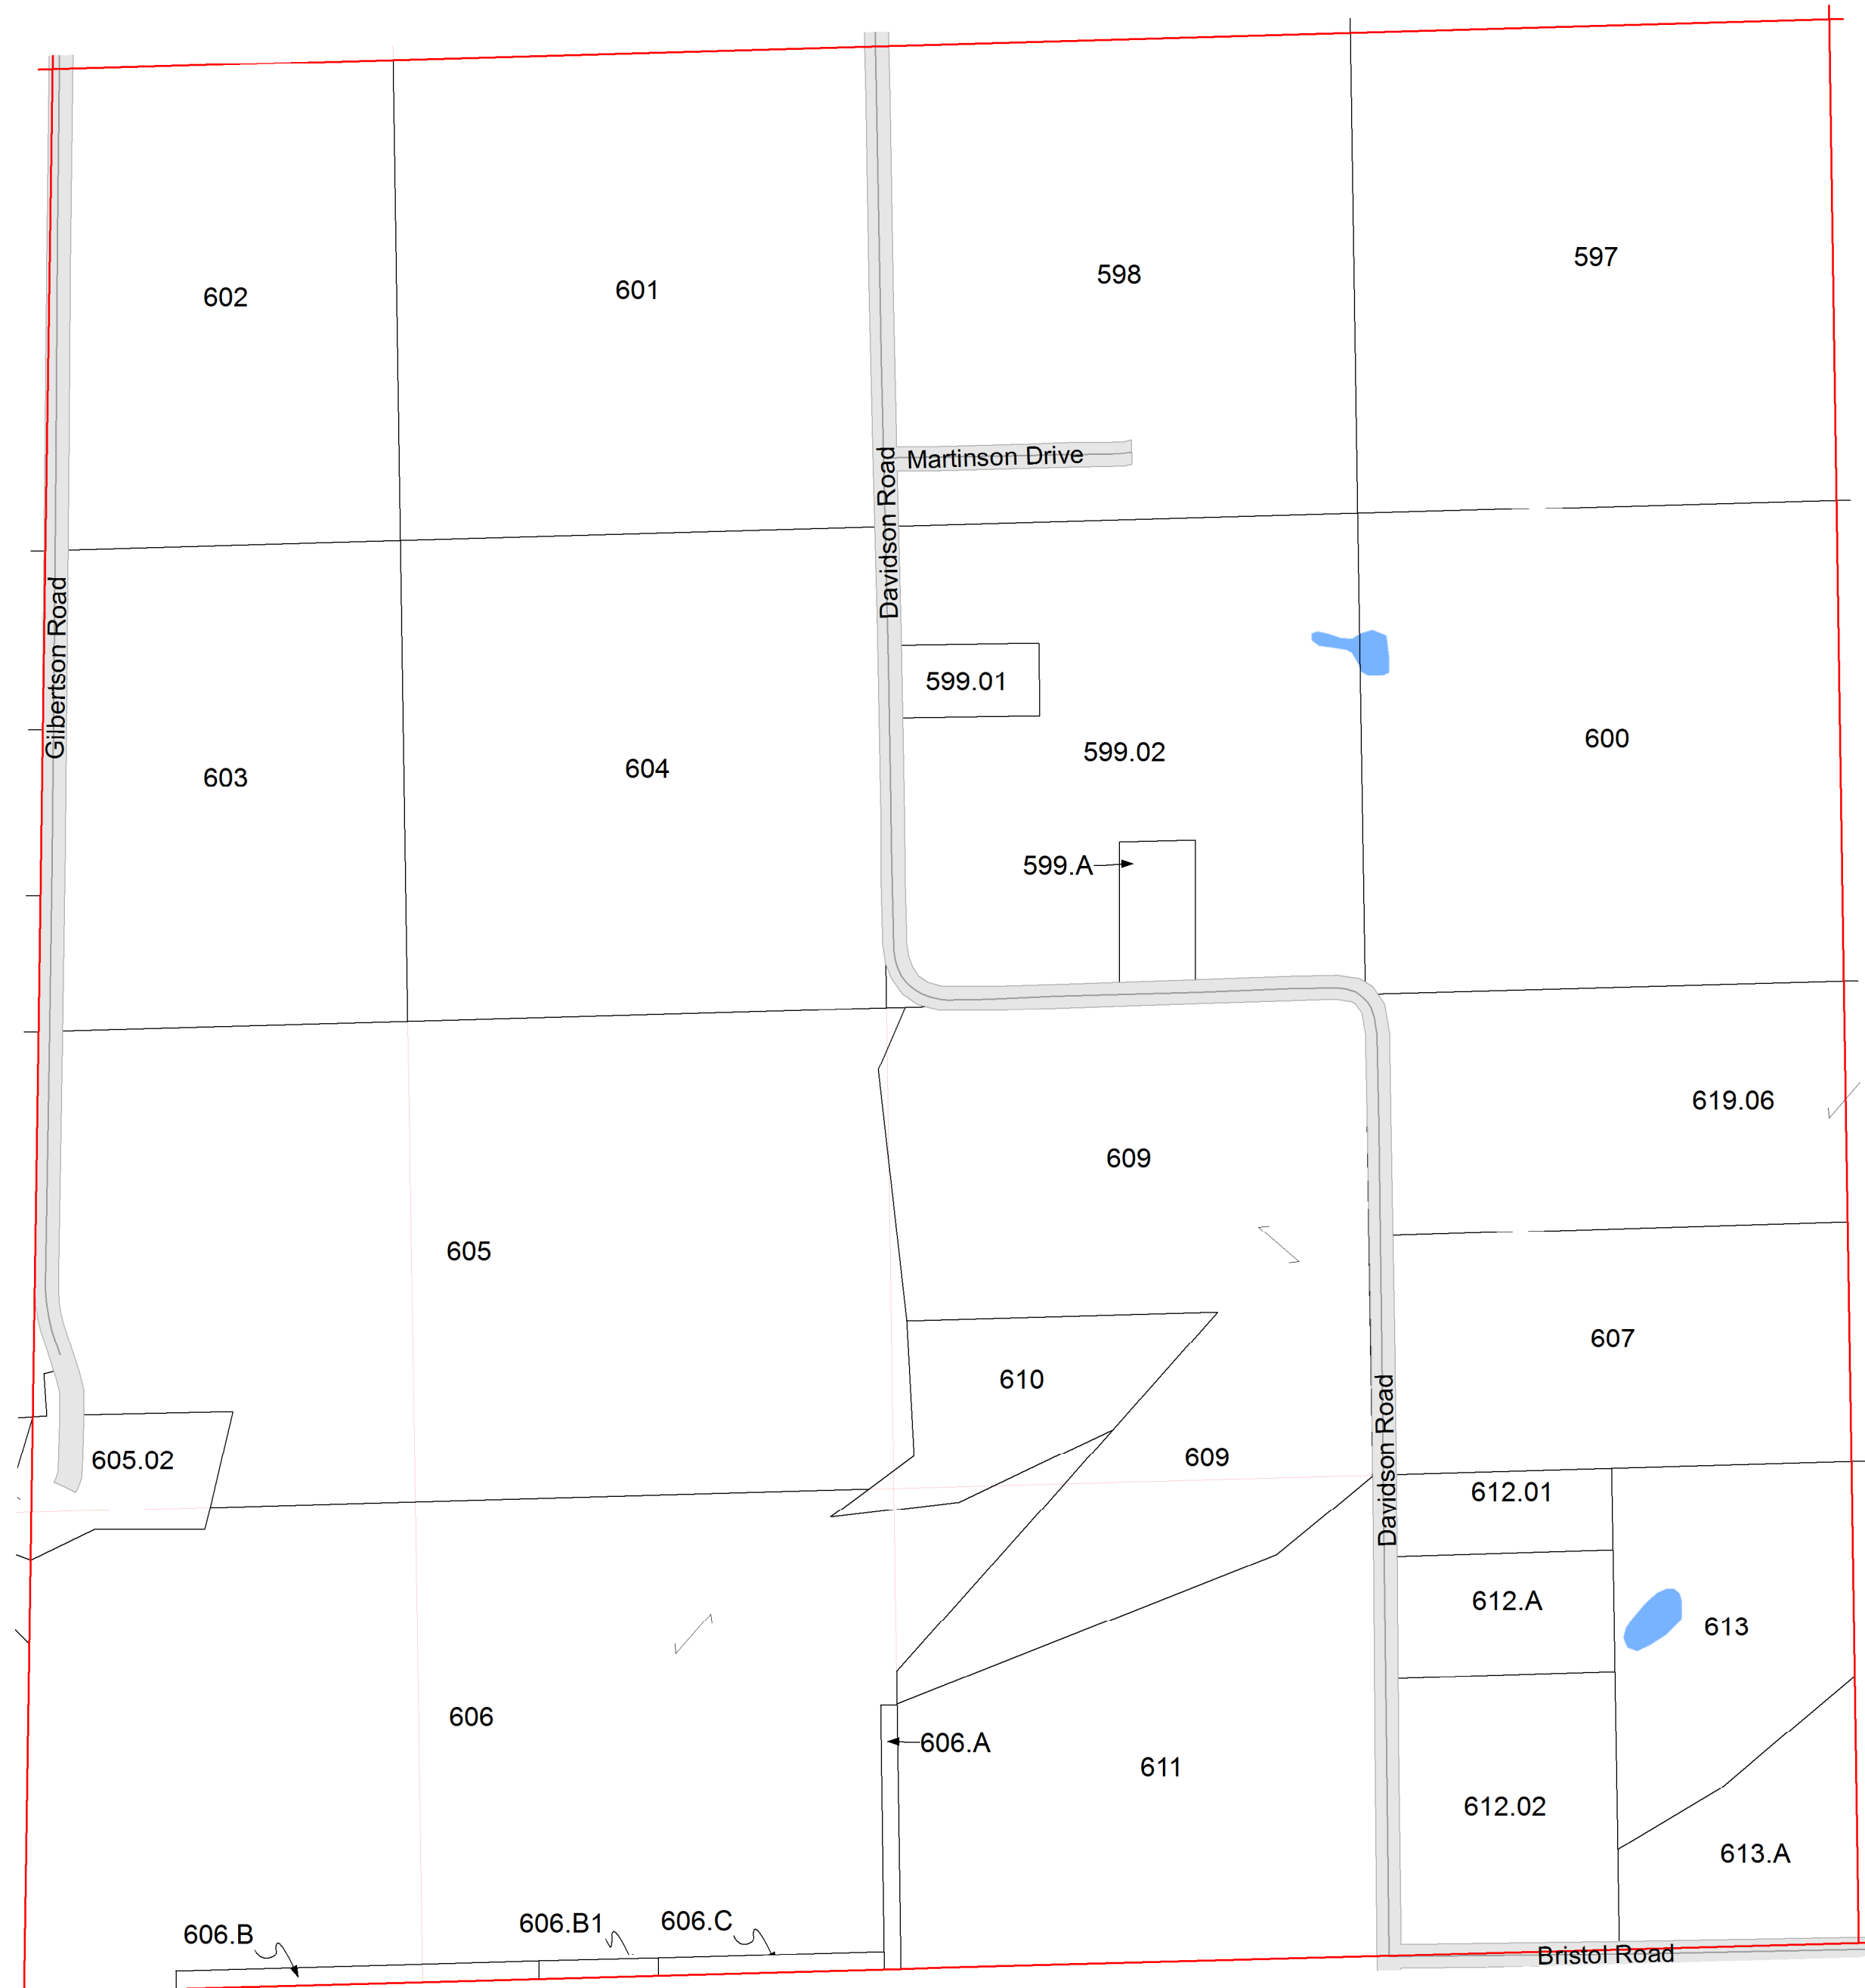 597
598
601
602
Martinson Drive
Davidson Road
Gilbertson Road
599.01
600
599.02
604
603
599.A
619.06
609
605
607
610
609
605.02
Davidson Road
612.01
612.A
613
606
606.A
611
612.02
613.A
606.C
606.B1
606.B
Bristol Road